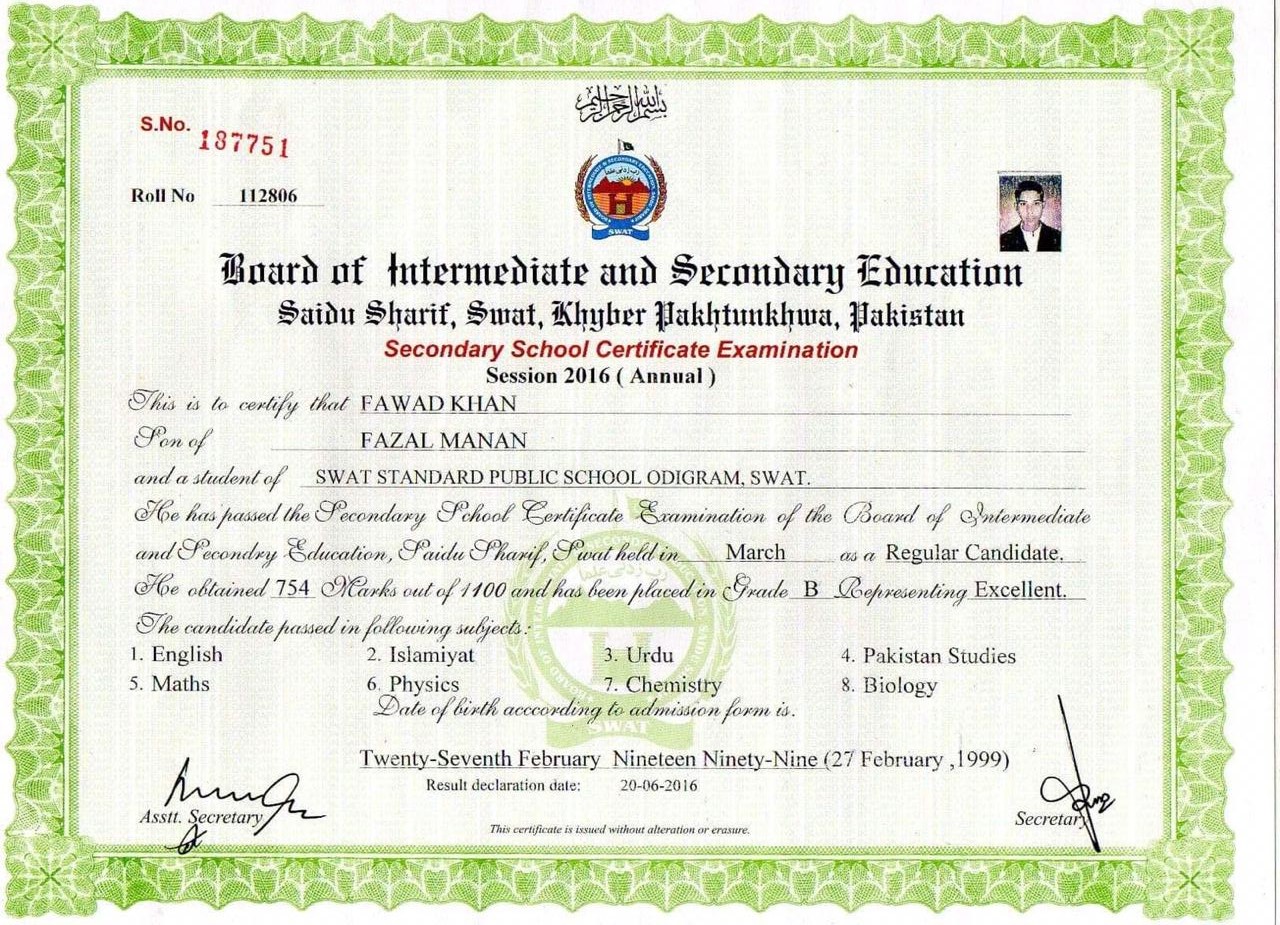 بسم الله الرحمن الرحيم
S.No. 187751
Roll No 112806
SWAT
Board of Intermediate and Secondary Education
Saidu Sharif, Swat, Khyber Pakhtunkhwa, Pakistan
Secondary School Certificate Examination
Session 2016 ( Annual )
This is to certify that FAWAD KHAN
Son of FAZAL MANAN
and a student of SWAT STANDARD PUBLIC SCHOOL ODIGRAM, SWAT.
He has passed the Secondary School Certificate Examination of the Board of Intermediate
and Secondry Education, Saidu Sharif, Swat held in March as a Regular Candidate.
He obtained 754 Marks out of 1100 and has been placed in Grade B Representing Excellent.
The candidate passed in following subjects:
1. English 2. Islamiyat 3. Urdu 4. Pakistan Studies
5. Maths 6. Physics 7. Chemistry 8. Biology
Date of birth acccording to admission form is.
SWAT
Twenty-Seventh February Nineteen Ninety-Nine (27 February ,1999)
Result declaration date: 20-06-2016
Asstt. Secretary
Secretary
This certificate is issued without alteration or erasure.